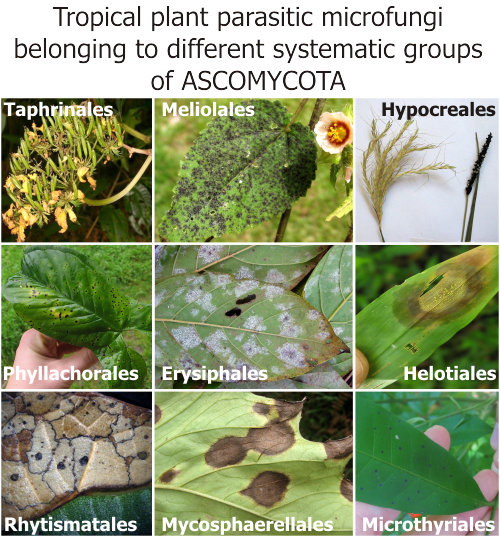 Tropical plant parasitic microfungi
belonging to different systematic groups
of ASCOMYCOTA
Taphrinales
Meliolales
Hypocreales
Phyllachorales
Erysiphales
Helotiales
Rhytismatales
Mycosphaerellales
Microthyriales